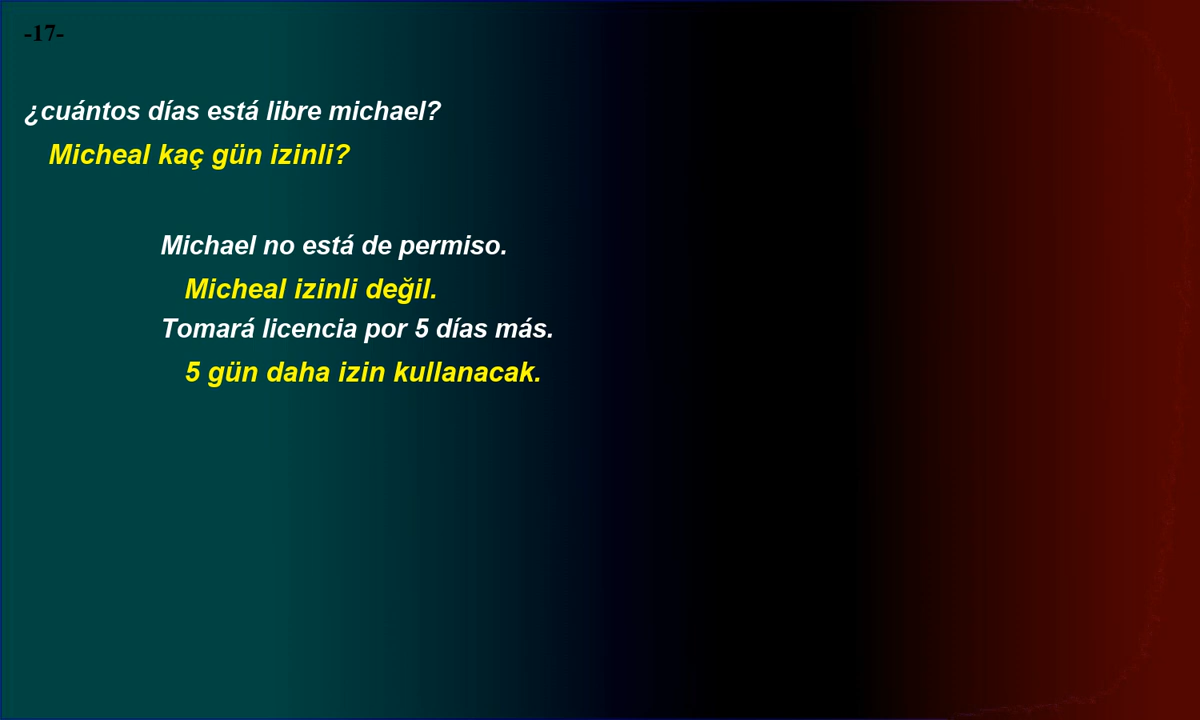 -17-
¿cuántos días está libre michael?
Micheal kaç gün izinli?
Michael no está de permiso.
Micheal izinli değil.
Tomará licencia por 5 días más.
5 gün daha izin kullanacak.